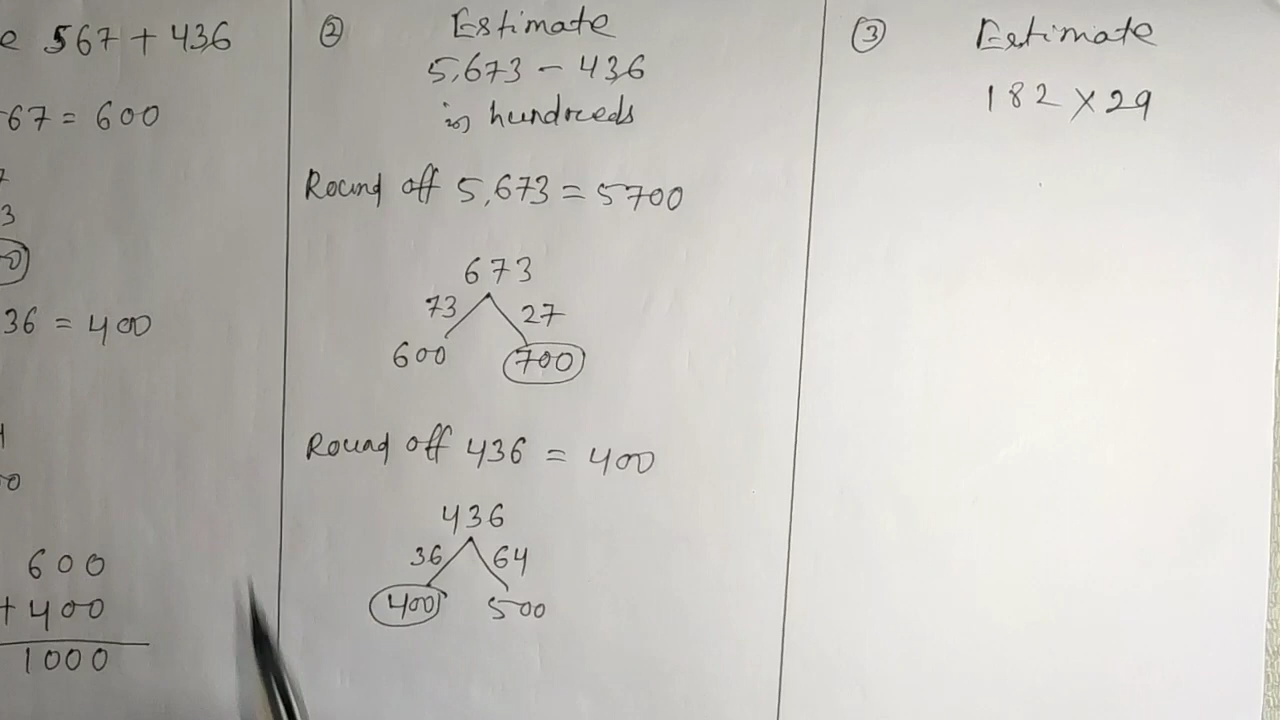 e 567 + 436
67 = 600
3
36 = 400
600
+ 400
1000
②
Estimate
5,673 - 436
in hundreds
Round off 5,673 = 5700
673
73 27
600 700
Round off 436 = 400
436
36 64
400 500
③
Estimate
182 × 29